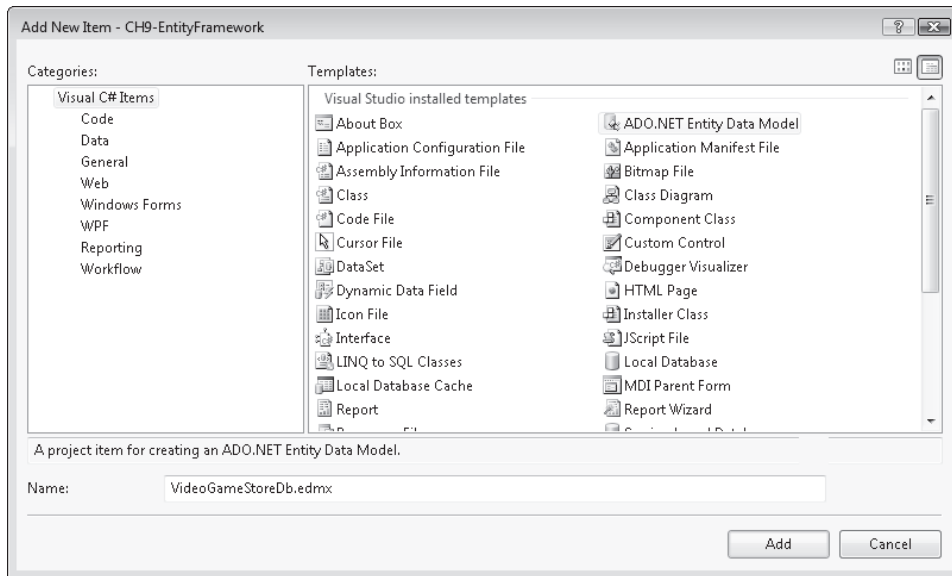 Add New Item - CH9-EntityFramework
Categories:
Templates:
Visual C# Items
Code
Data
General
Web
Windows Forms
WPF
Reporting
Workflow
Visual Studio installed templates
About Box
ADO.NET Entity Data Model
Application Configuration File
Application Manifest File
Assembly Information File
Bitmap File
Class
Class Diagram
Code File
Component Class
Cursor File
Custom Control
DataSet
Debugger Visualizer
Dynamic Data Field
HTML Page
Icon File
Installer Class
Interface
JScript File
LINQ to SQL Classes
Local Database
Local Database Cache
MDI Parent Form
Report
Report Wizard
A project item for creating an ADO.NET Entity Data Model.
Name:
VideoGameStoreDb.edmx
Add
Cancel